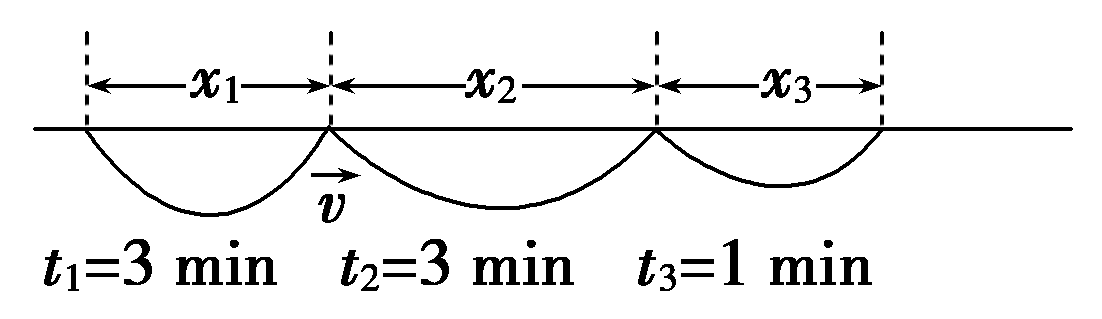 x₁ x₂ x₃
v
t₁=3 min t₂=3 min t₃=1 min